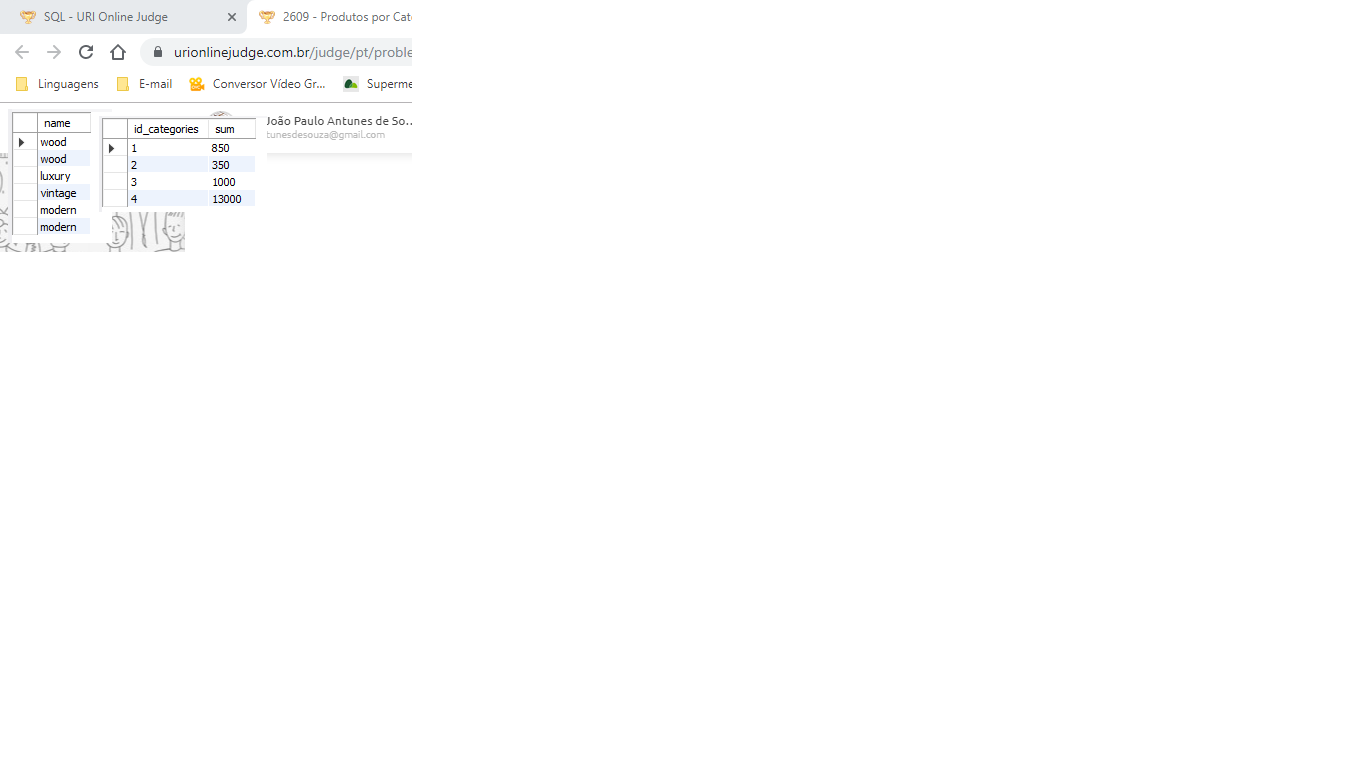 SQL - URI Online Judge
2609 - Produtos por Cat
urionlinejudge.com.br/judge/pt/proble
Linguagens E-mail Conversor Vídeo Gr... Superme
João Paulo Antunes de So...
tunesdesouza@gmail.com
name
wood
wood
luxury
vintage
modern
modern
id_categories sum
1 850
2 350
3 1000
4 13000